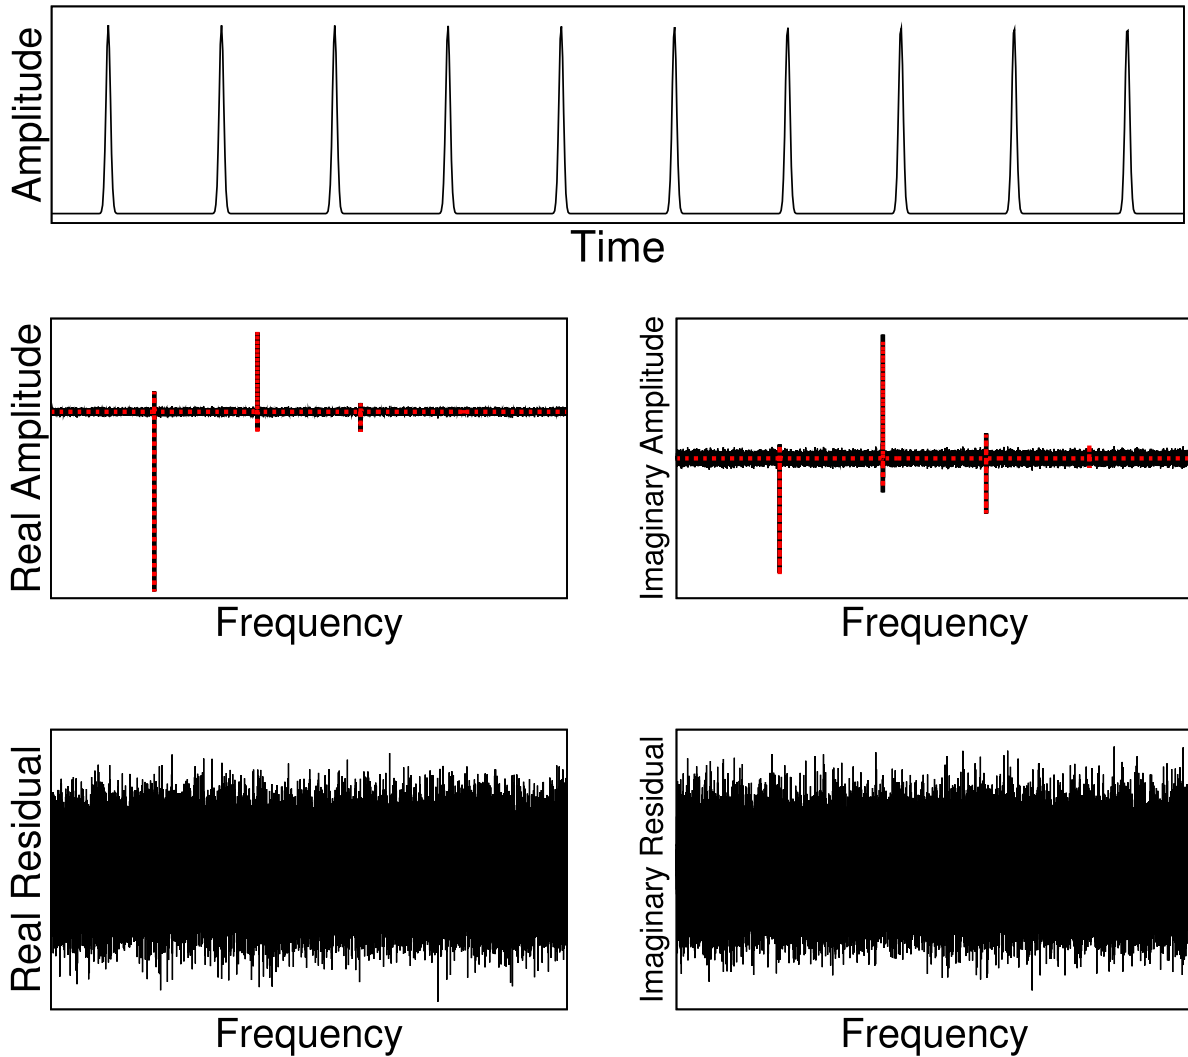 Amplitude
Time
Real Amplitude
Imaginary Amplitude
Frequency
Frequency
Real Residual
Imaginary Residual
Frequency
Frequency